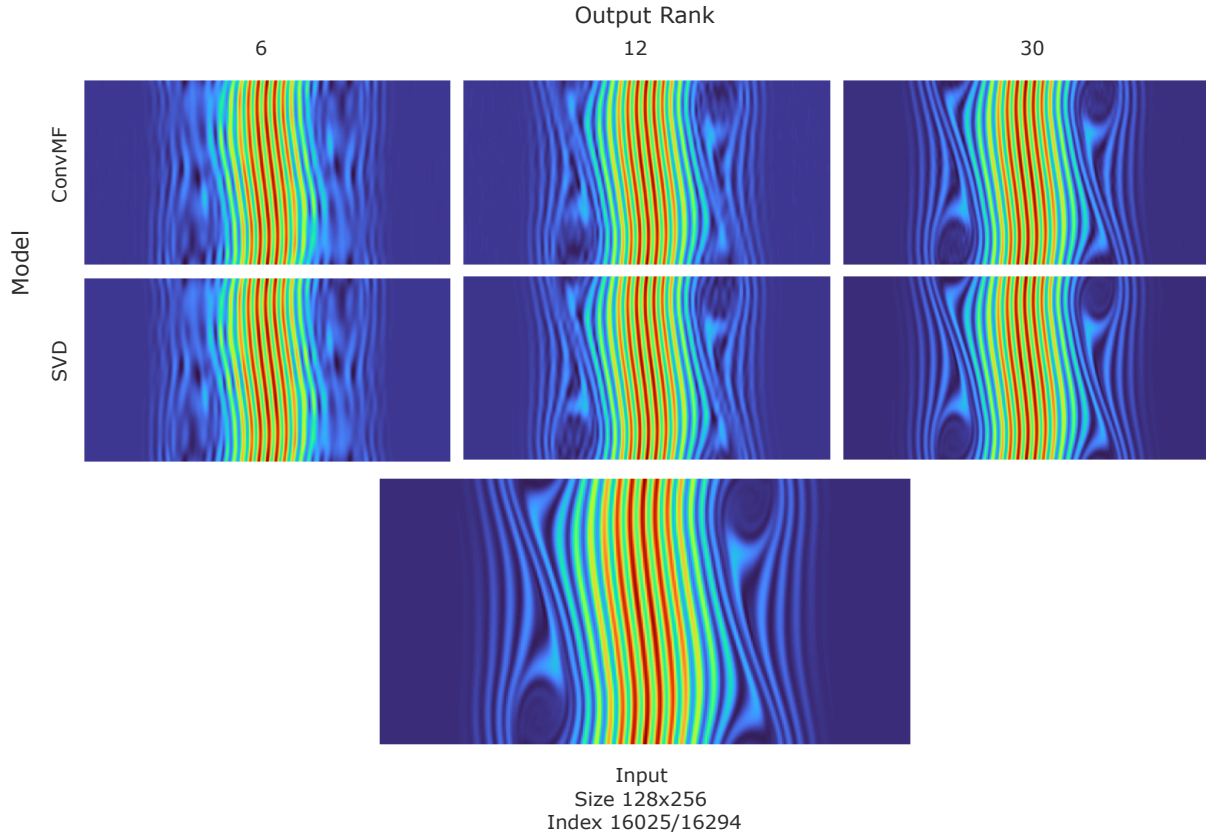 Output Rank
6 12 30
ConvMF
Model
SVD
Input
Size 128x256
Index 16025/16294